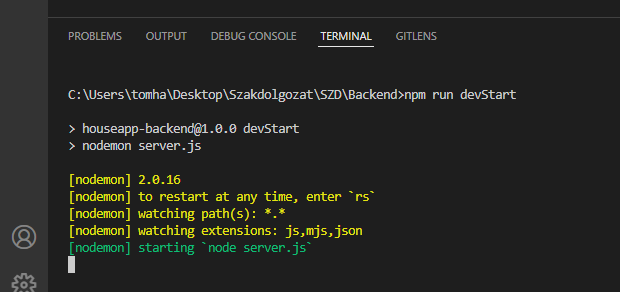 PROBLEMS OUTPUT DEBUG CONSOLE TERMINAL GITLENS
C:\Users\tomha\Desktop\Szakdolgozat\SZD\Backend>npm run devStart
> houseapp-backend@1.0.0 devStart
> nodemon server.js
[nodemon] 2.0.16
[nodemon] to restart at any time, enter `rs`
[nodemon] watching path(s): *.*
[nodemon] watching extensions: js,mjs,json
[nodemon] starting `node server.js`